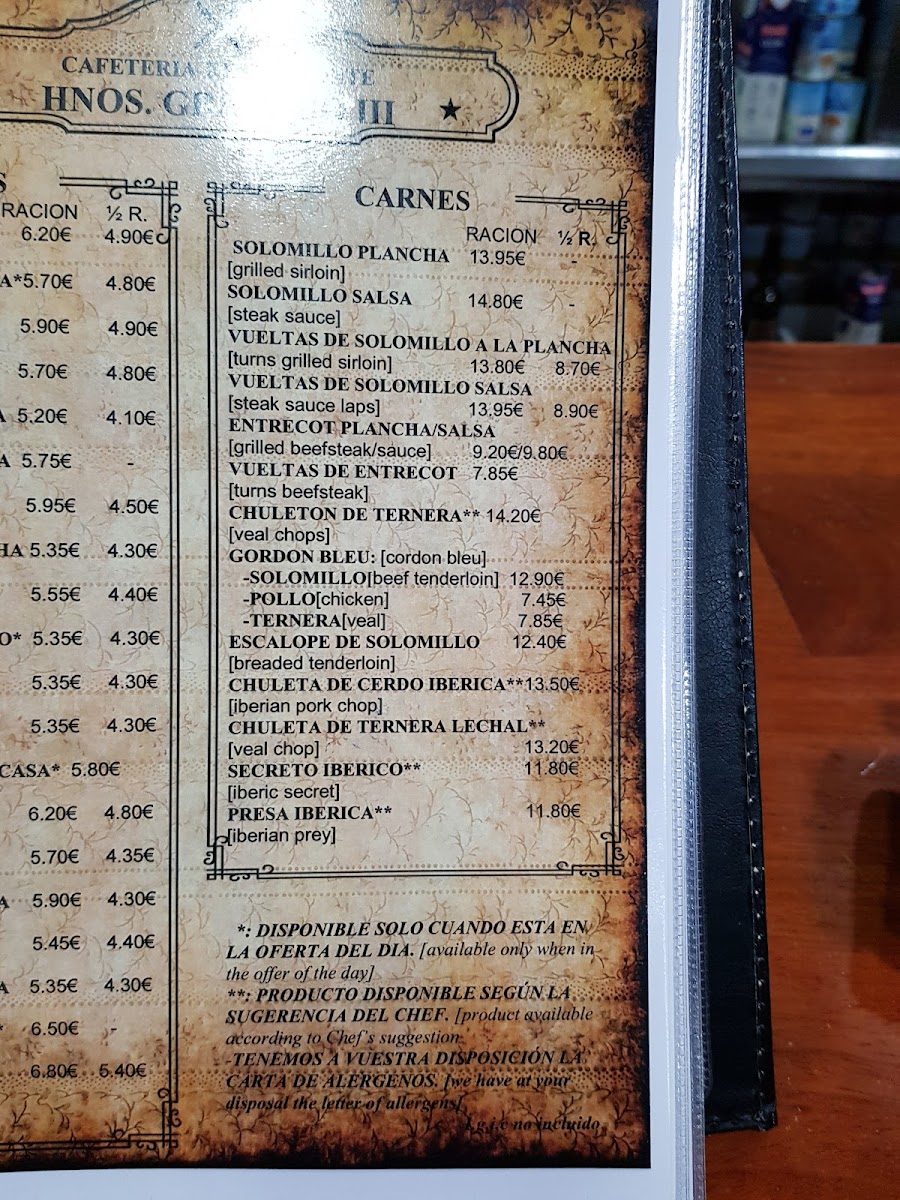 CAFETERIA
HNOS. III ★
S
RACION ½ R.
6.20€ 4.90€
A*5.70€ 4.80€
5.90€ 4.90€
5.70€ 4.80€
A 5.20€ 4.10€
A 5.75€ -
5.95€ 4.50€
HA 5.35€ 4.30€
5.55€ 4.40€
O* 5.35€ 4.30€
5.35€ 4.30€
5.35€ 4.30€
CASA* 5.80€
6.20€ 4.80€
5.70€ 4.35€
A 5.90€ 4.30€
5.45€ 4.40€
A 5.35€ 4.30€
* 6.50€ -
6.80€ 5.40€
CARNES
RACION ½ R.
SOLOMILLO PLANCHA 13.95€ -
[grilled sirloin]
SOLOMILLO SALSA 14.80€ -
[steak sauce]
VUELTAS DE SOLOMILLO A LA PLANCHA
[turns grilled sirloin] 13.80€ 8.70€
VUELTAS DE SOLOMILLO SALSA
[steak sauce laps] 13.95€ 8.90€
ENTRECOT PLANCHA/SALSA
[grilled beefsteak/sauce] 9.20€/9.80€
VUELTAS DE ENTRECOT 7.85€
[turns beefsteak]
CHULETON DE TERNERA** 14.20€
[veal chops]
GORDON BLEU: [cordon bleu]
-SOLOMILLO[beef tenderloin] 12.90€
-POLLO[chicken] 7.45€
-TERNERA[veal] 7.85€
ESCALOPE DE SOLOMILLO 12.40€
[breaded tenderloin]
CHULETA DE CERDO IBERICA**13.50€
[iberian pork chop]
CHULETA DE TERNERA LECHAL**
[veal chop] 13.20€
SECRETO IBERICO** 11.80€
[iberic secret]
PRESA IBERICA** 11.80€
[iberian prey]
*: DISPONIBLE SOLO CUANDO ESTA EN
LA OFERTA DEL DIA. [available only when in
the offer of the day]
**: PRODUCTO DISPONIBLE SEGÚN LA
SUGERENCIA DEL CHEF. [product available
according to Chef's suggestion
-TENEMOS A VUESTRA DISPOSICIÓN LA
CARTA DE ALERGENOS. [we have at your
disposal the letter of allergens]
I.g.i.c no incluido